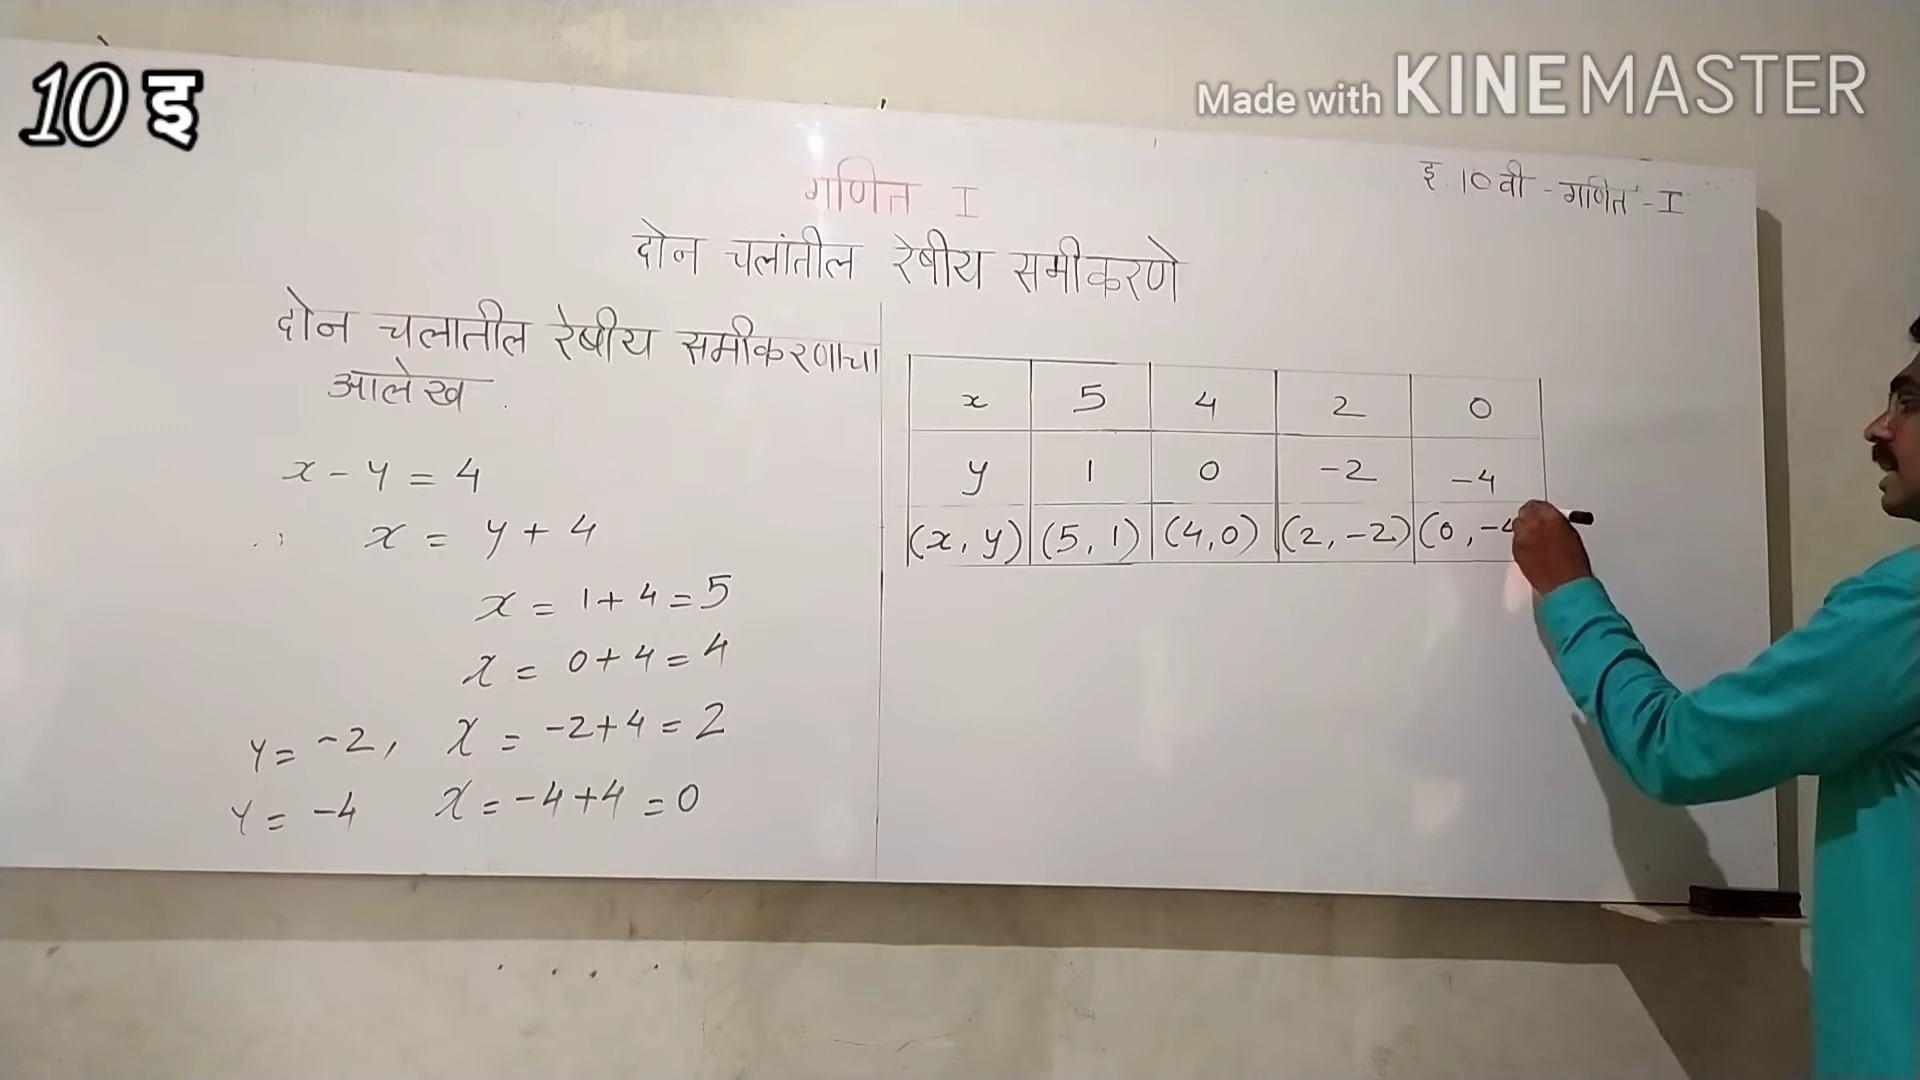 10 इ
Made with KINEMASTER
इ. 10 वी - गणित - I
गणित I
दोन चलांतील रेषीय समीकरणे
दोन चलातील रेषीय समीकरणाचा
आलेख
x - y = 4
∴ x = y + 4
x = 1 + 4 = 5
x = 0 + 4 = 4
y = -2, x = -2 + 4 = 2
y = -4 x = -4 + 4 = 0
x 5 4 2 0
y 1 0 -2 -4
(x, y) (5, 1) (4, 0) (2, -2) (0, -4